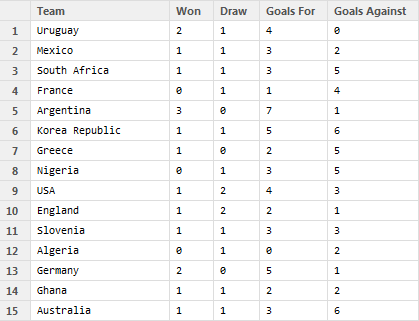 Team Won Draw Goals For Goals Against
1 Uruguay 2 1 4 0
2 Mexico 1 1 3 2
3 South Africa 1 1 3 5
4 France 0 1 1 4
5 Argentina 3 0 7 1
6 Korea Republic 1 1 5 6
7 Greece 1 0 2 5
8 Nigeria 0 1 3 5
9 USA 1 2 4 3
10 England 1 2 2 1
11 Slovenia 1 1 3 3
12 Algeria 0 1 0 2
13 Germany 2 0 5 1
14 Ghana 1 1 2 2
15 Australia 1 1 3 6